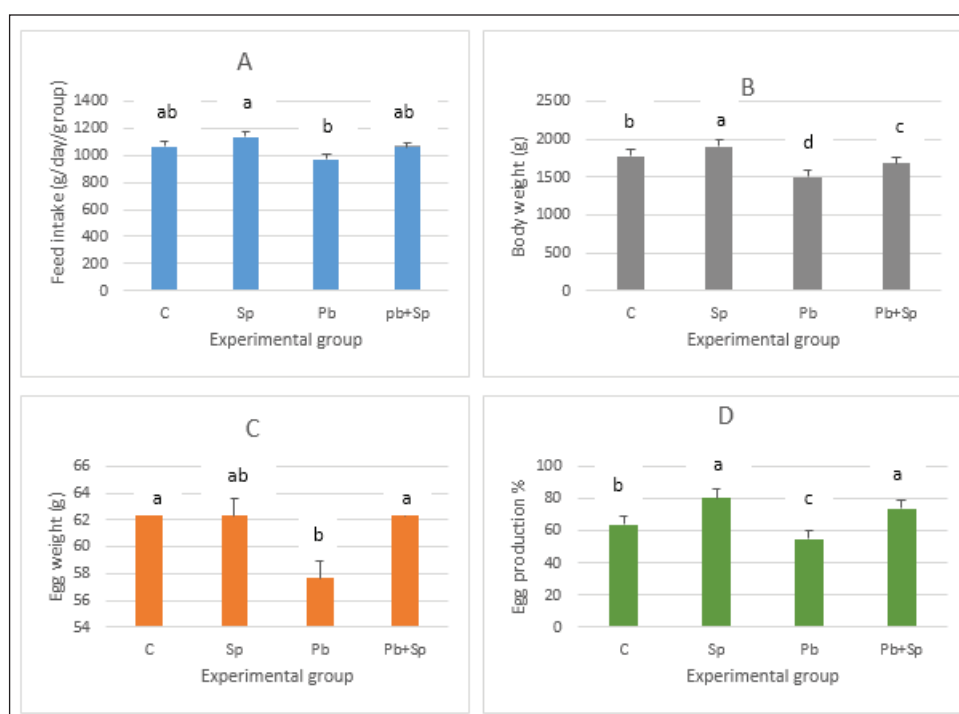 A
Feed intake (g/day/group)
1400
1200
1000
800
600
400
200
0
ab
a
b
ab
C
Sp
Pb
pb+Sp
Experimental group
B
Body weight (g)
2500
2000
1500
1000
500
0
b
a
d
c
C
Sp
Pb
Pb+Sp
Experimental group
C
Egg weight (g)
66
64
62
60
58
56
54
a
ab
b
a
C
Sp
Pb
Pb+Sp
Experimental group
D
Egg production %
100
80
60
40
20
0
b
a
c
a
C
Sp
Pb
Pb+Sp
Experimental group